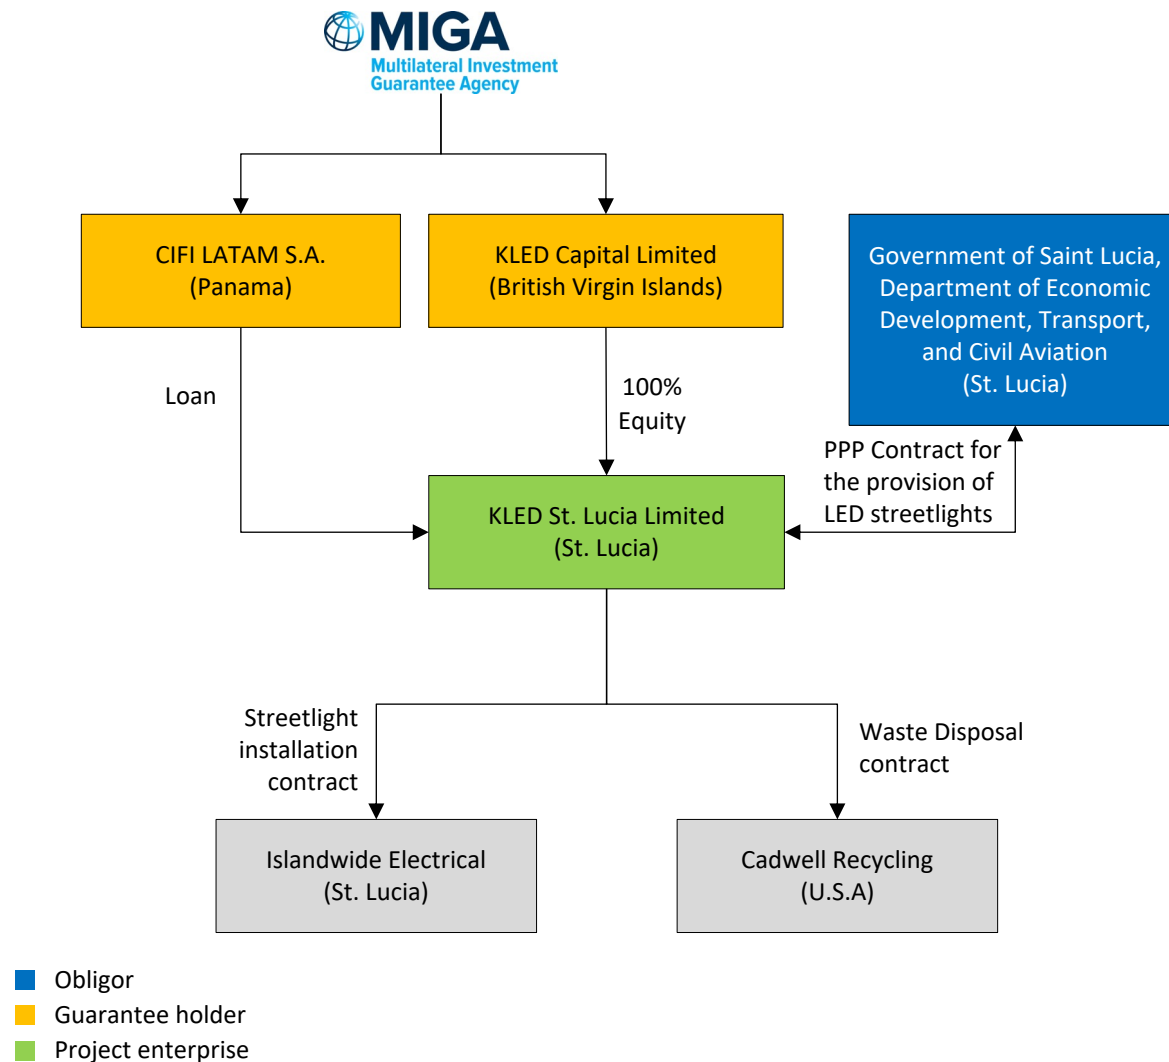 MIGA
Multilateral Investment
Guarantee Agency
CIFI LATAM S.A.
(Panama)
KLED Capital Limited
(British Virgin Islands)
Government of Saint Lucia,
Department of Economic
Development, Transport,
and Civil Aviation
(St. Lucia)
Loan
100%
Equity
PPP Contract for
the provision of
LED streetlights
KLED St. Lucia Limited
(St. Lucia)
Streetlight
installation
contract
Waste Disposal
contract
Islandwide Electrical
(St. Lucia)
Cadwell Recycling
(U.S.A)
Obligor
Guarantee holder
Project enterprise